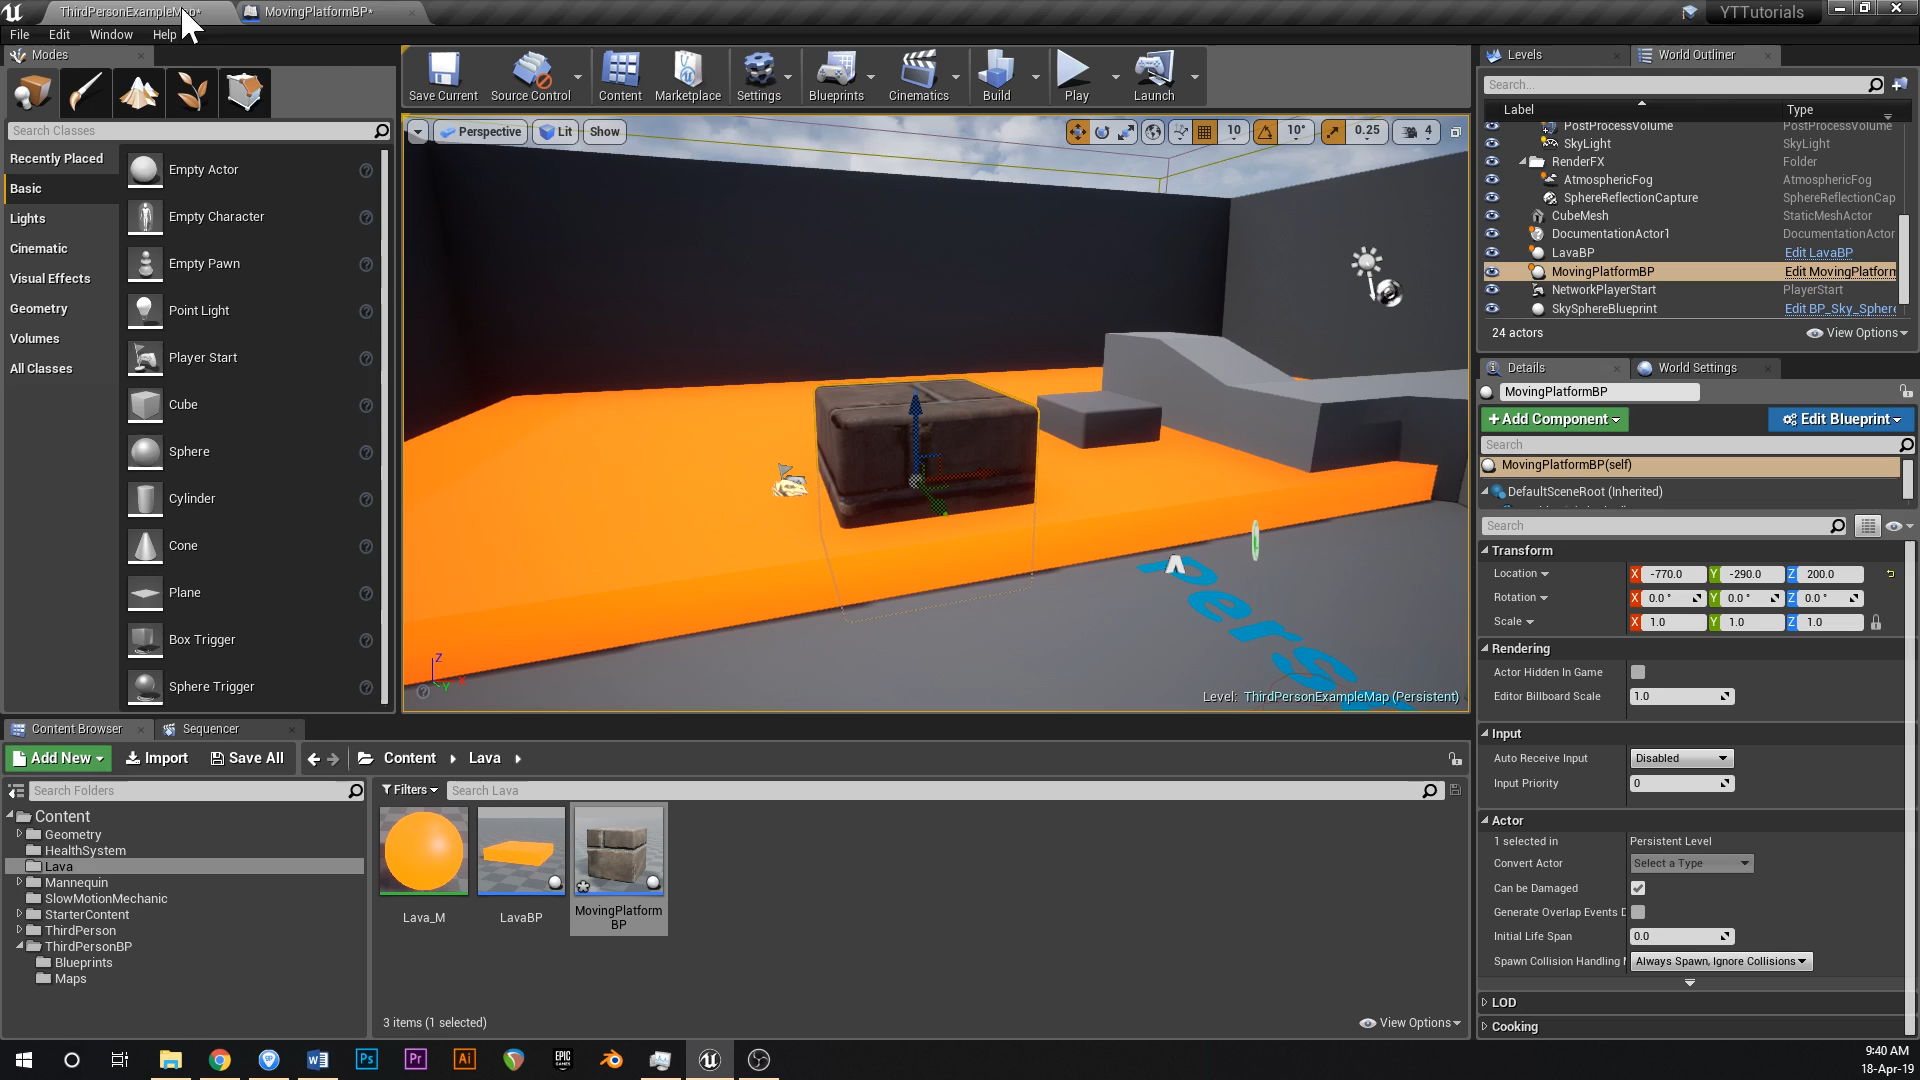 ThirdPersonExampleMap*
MovingPlatformBP*
YTTutorials
File Edit Window Help
Modes
Search Classes
Recently Placed
Basic
Lights
Cinematic
Visual Effects
Geometry
Volumes
All Classes
Empty Actor
Empty Character
Empty Pawn
Point Light
Player Start
Cube
Sphere
Cylinder
Cone
Plane
Box Trigger
Sphere Trigger
Save Current Source Control Content Marketplace Settings Blueprints Cinematics Build Play Launch
Perspective Lit Show
10 10° 0.25 4
Pers
Z
X
Y
Level: ThirdPersonExampleMap (Persistent)
Levels World Outliner
Search...
Label Type
PostProcessVolume PostProcessVolume
SkyLight SkyLight
RenderFX Folder
AtmosphericFog AtmosphericFog
SphereReflectionCapture SphereReflectionCap
CubeMesh StaticMeshActor
DocumentationActor1 DocumentationActor
LavaBP Edit LavaBP
MovingPlatformBP Edit MovingPlatform
NetworkPlayerStart PlayerStart
SkySphereBlueprint Edit BP_Sky_Sphere
24 actors View Options
Details World Settings
MovingPlatformBP
+Add Component Edit Blueprint
Search
MovingPlatformBP(self)
DefaultSceneRoot (Inherited)
Search
Transform
Location X -770.0 Y -290.0 Z 200.0
Rotation X 0.0 ° Y 0.0 ° Z 0.0 °
Scale X 1.0 Y 1.0 Z 1.0
Rendering
Actor Hidden In Game
Editor Billboard Scale 1.0
Input
Auto Receive Input Disabled
Input Priority 0
Actor
1 selected in Persistent Level
Convert Actor Select a Type
Can be Damaged
Generate Overlap Events D
Initial Life Span 0.0
Spawn Collision Handling Always Spawn, Ignore Collisions
LOD
Cooking
Content Browser Sequencer
Add New Import Save All Content Lava
Search Folders
Content
Geometry
HealthSystem
Lava
Mannequin
SlowMotionMechanic
StarterContent
ThirdPerson
ThirdPersonBP
Blueprints
Maps
Filters Search Lava
Lava_M
LavaBP
MovingPlatform
BP
3 items (1 selected) View Options
Ps Pr Ai
EPIC
GAMES
9:40 AM
18-Apr-19